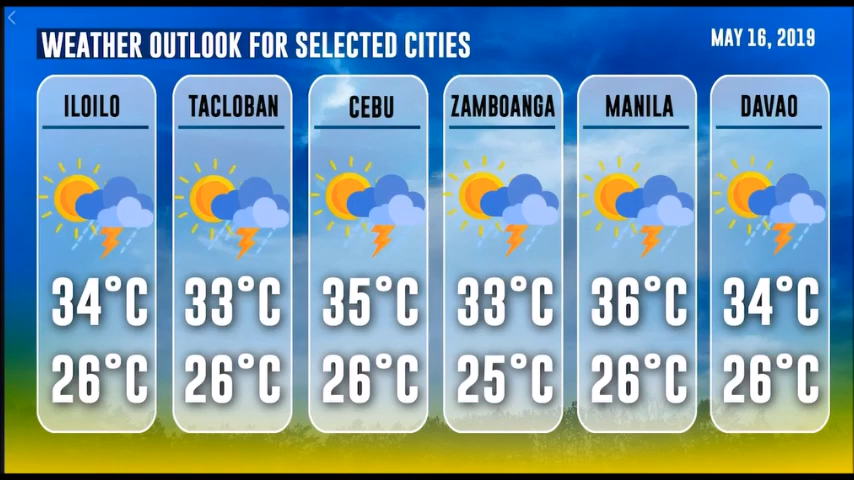 WEATHER OUTLOOK FOR SELECTED CITIES
MAY 16, 2019
ILOILO
34°C
26°C
TACLOBAN
33°C
26°C
CEBU
35°C
26°C
ZAMBOANGA
33°C
25°C
MANILA
36°C
26°C
DAVAO
34°C
26°C